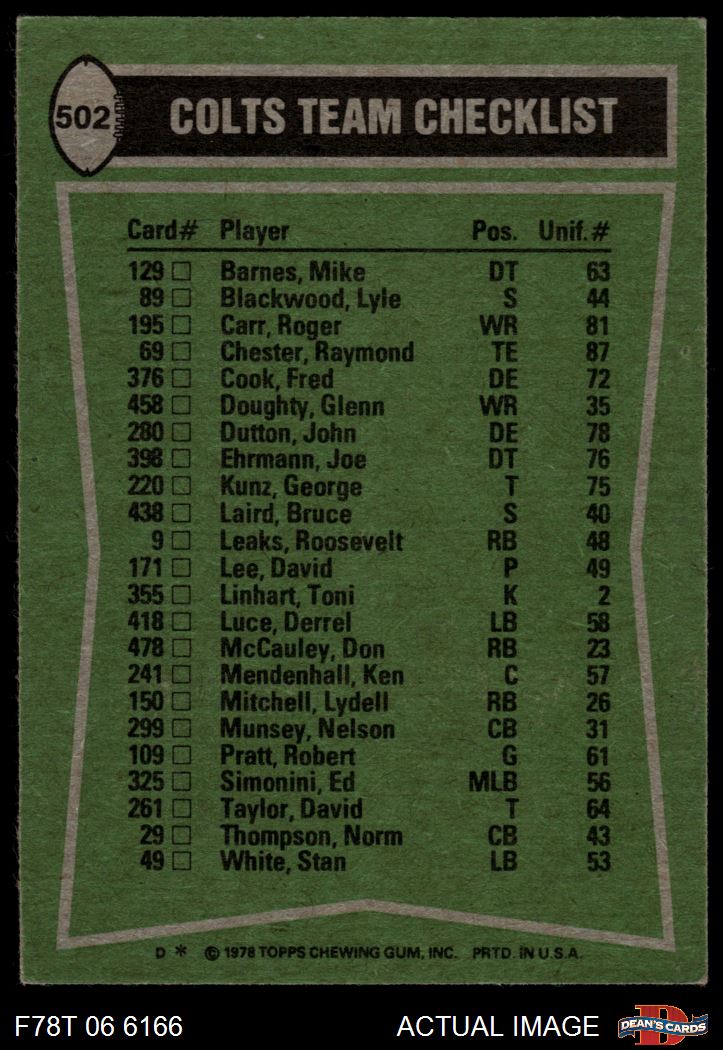 502 COLTS TEAM CHECKLIST
Card# Player Pos. Unif.#
129 □ Barnes, Mike DT 63
89 □ Blackwood, Lyle S 44
195 □ Carr, Roger WR 81
69 □ Chester, Raymond TE 87
376 □ Cook, Fred DE 72
458 □ Doughty, Glenn WR 35
280 □ Dutton, John DE 78
398 □ Ehrmann, Joe DT 76
220 □ Kunz, George T 75
438 □ Laird, Bruce S 40
9 □ Leaks, Roosevelt RB 48
171 □ Lee, David P 49
355 □ Linhart, Toni K 2
418 □ Luce, Derrel LB 58
478 □ McCauley, Don RB 23
241 □ Mendenhall, Ken C 57
150 □ Mitchell, Lydell RB 26
299 □ Munsey, Nelson CB 31
109 □ Pratt, Robert G 61
325 □ Simonini, Ed MLB 56
261 □ Taylor, David T 64
29 □ Thompson, Norm CB 43
49 □ White, Stan LB 53
D * © 1978 TOPPS CHEWING GUM, INC. PRTD. IN U.S.A.
F78T 06 6166 ACTUAL IMAGE D DEAN'S CARDS